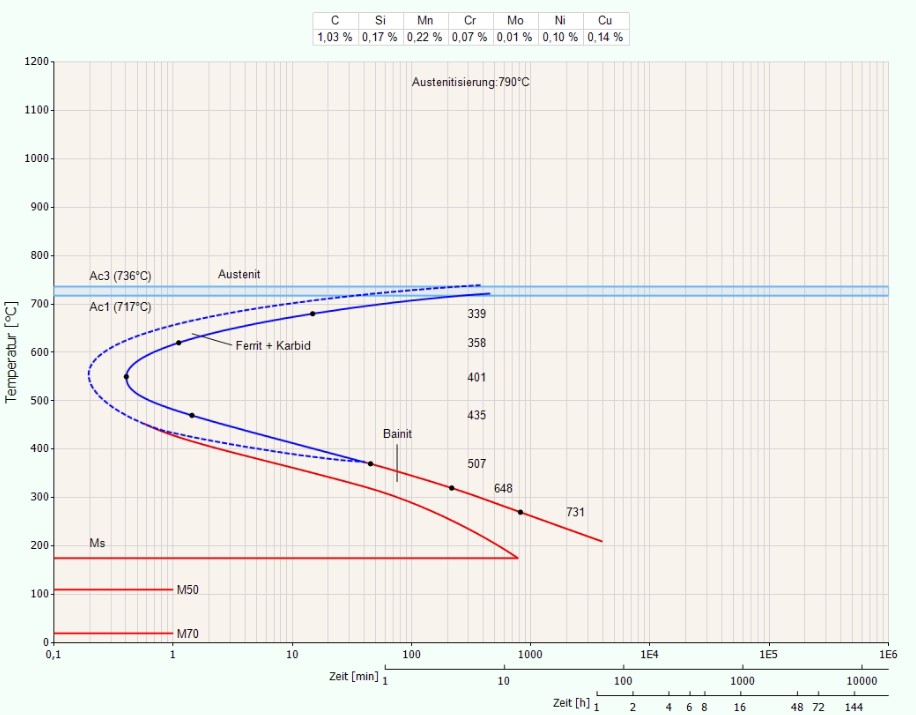 C Si Mn Cr Mo Ni Cu
1,03 % 0,17 % 0,22 % 0,07 % 0,01 % 0,10 % 0,14 %
1200
Austenitisierung:790°C
1100
1000
900
800
Ac3 (736°C) Austenit
700
Ac1 (717°C) 339
Ferrit + Karbid 358
600
401
500
435
Bainit
400
507
648
300
731
200
Ms
100
M50
M70
0
Temperatur [°C]
0,1 1 10 100 1000 1E4 1E5 1E6
Zeit [min] 1 10 100 1000 10000
Zeit [h] 1 2 4 6 8 16 48 72 144